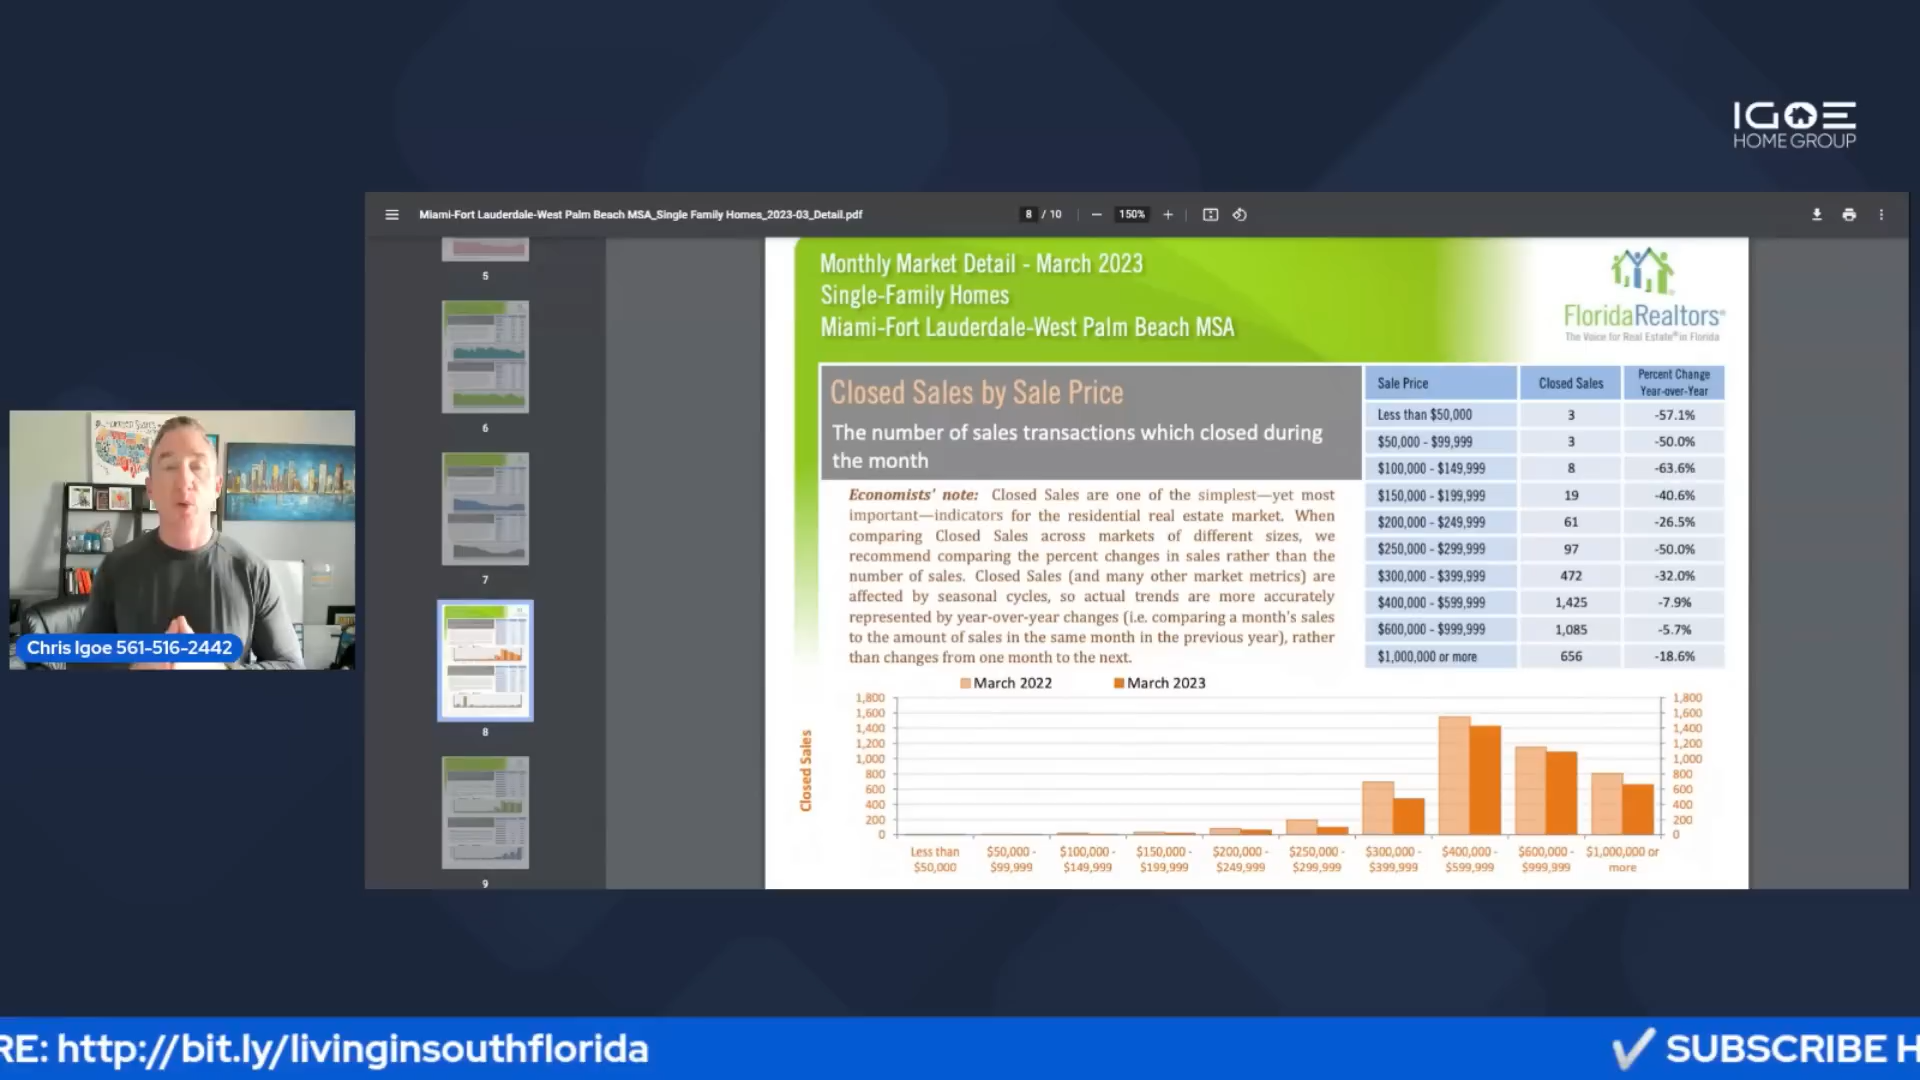 IGOE
HOME GROUP
Miami-Fort Lauderdale-West Palm Beach MSA_Single Family Homes_2023-03_Detail.pdf
8 / 10
150%
5
6
7
8
9
Monthly Market Detail - March 2023
Single-Family Homes
Miami-Fort Lauderdale-West Palm Beach MSA
FloridaRealtors®
The Voice for Real Estate® in Florida
Closed Sales by Sale Price
The number of sales transactions which closed during
the month
Economists' note: Closed Sales are one of the simplest—yet most
important—indicators for the residential real estate market. When
comparing Closed Sales across markets of different sizes, we
recommend comparing the percent changes in sales rather than the
number of sales. Closed Sales (and many other market metrics) are
affected by seasonal cycles, so actual trends are more accurately
represented by year-over-year changes (i.e. comparing a month's sales
to the amount of sales in the same month in the previous year), rather
than changes from one month to the next.
Sale Price Closed Sales Percent Change
Year-over-Year
Less than $50,000 3 -57.1%
$50,000 - $99,999 3 -50.0%
$100,000 - $149,999 8 -63.6%
$150,000 - $199,999 19 -40.6%
$200,000 - $249,999 61 -26.5%
$250,000 - $299,999 97 -50.0%
$300,000 - $399,999 472 -32.0%
$400,000 - $599,999 1,425 -7.9%
$600,000 - $999,999 1,085 -5.7%
$1,000,000 or more 656 -18.6%
March 2022 March 2023
Closed Sales
1,800 1,800
1,600 1,600
1,400 1,400
1,200 1,200
1,000 1,000
800 800
600 600
400 400
200 200
0 0
Less than $50,000 - $100,000 - $150,000 - $200,000 - $250,000 - $300,000 - $400,000 - $600,000 - $1,000,000 or
$50,000 $99,999 $149,999 $199,999 $249,999 $299,999 $399,999 $599,999 $999,999 more
Chris Igoe 561-516-2442
RE: http://bit.ly/livinginsouthflorida
SUBSCRIBE H